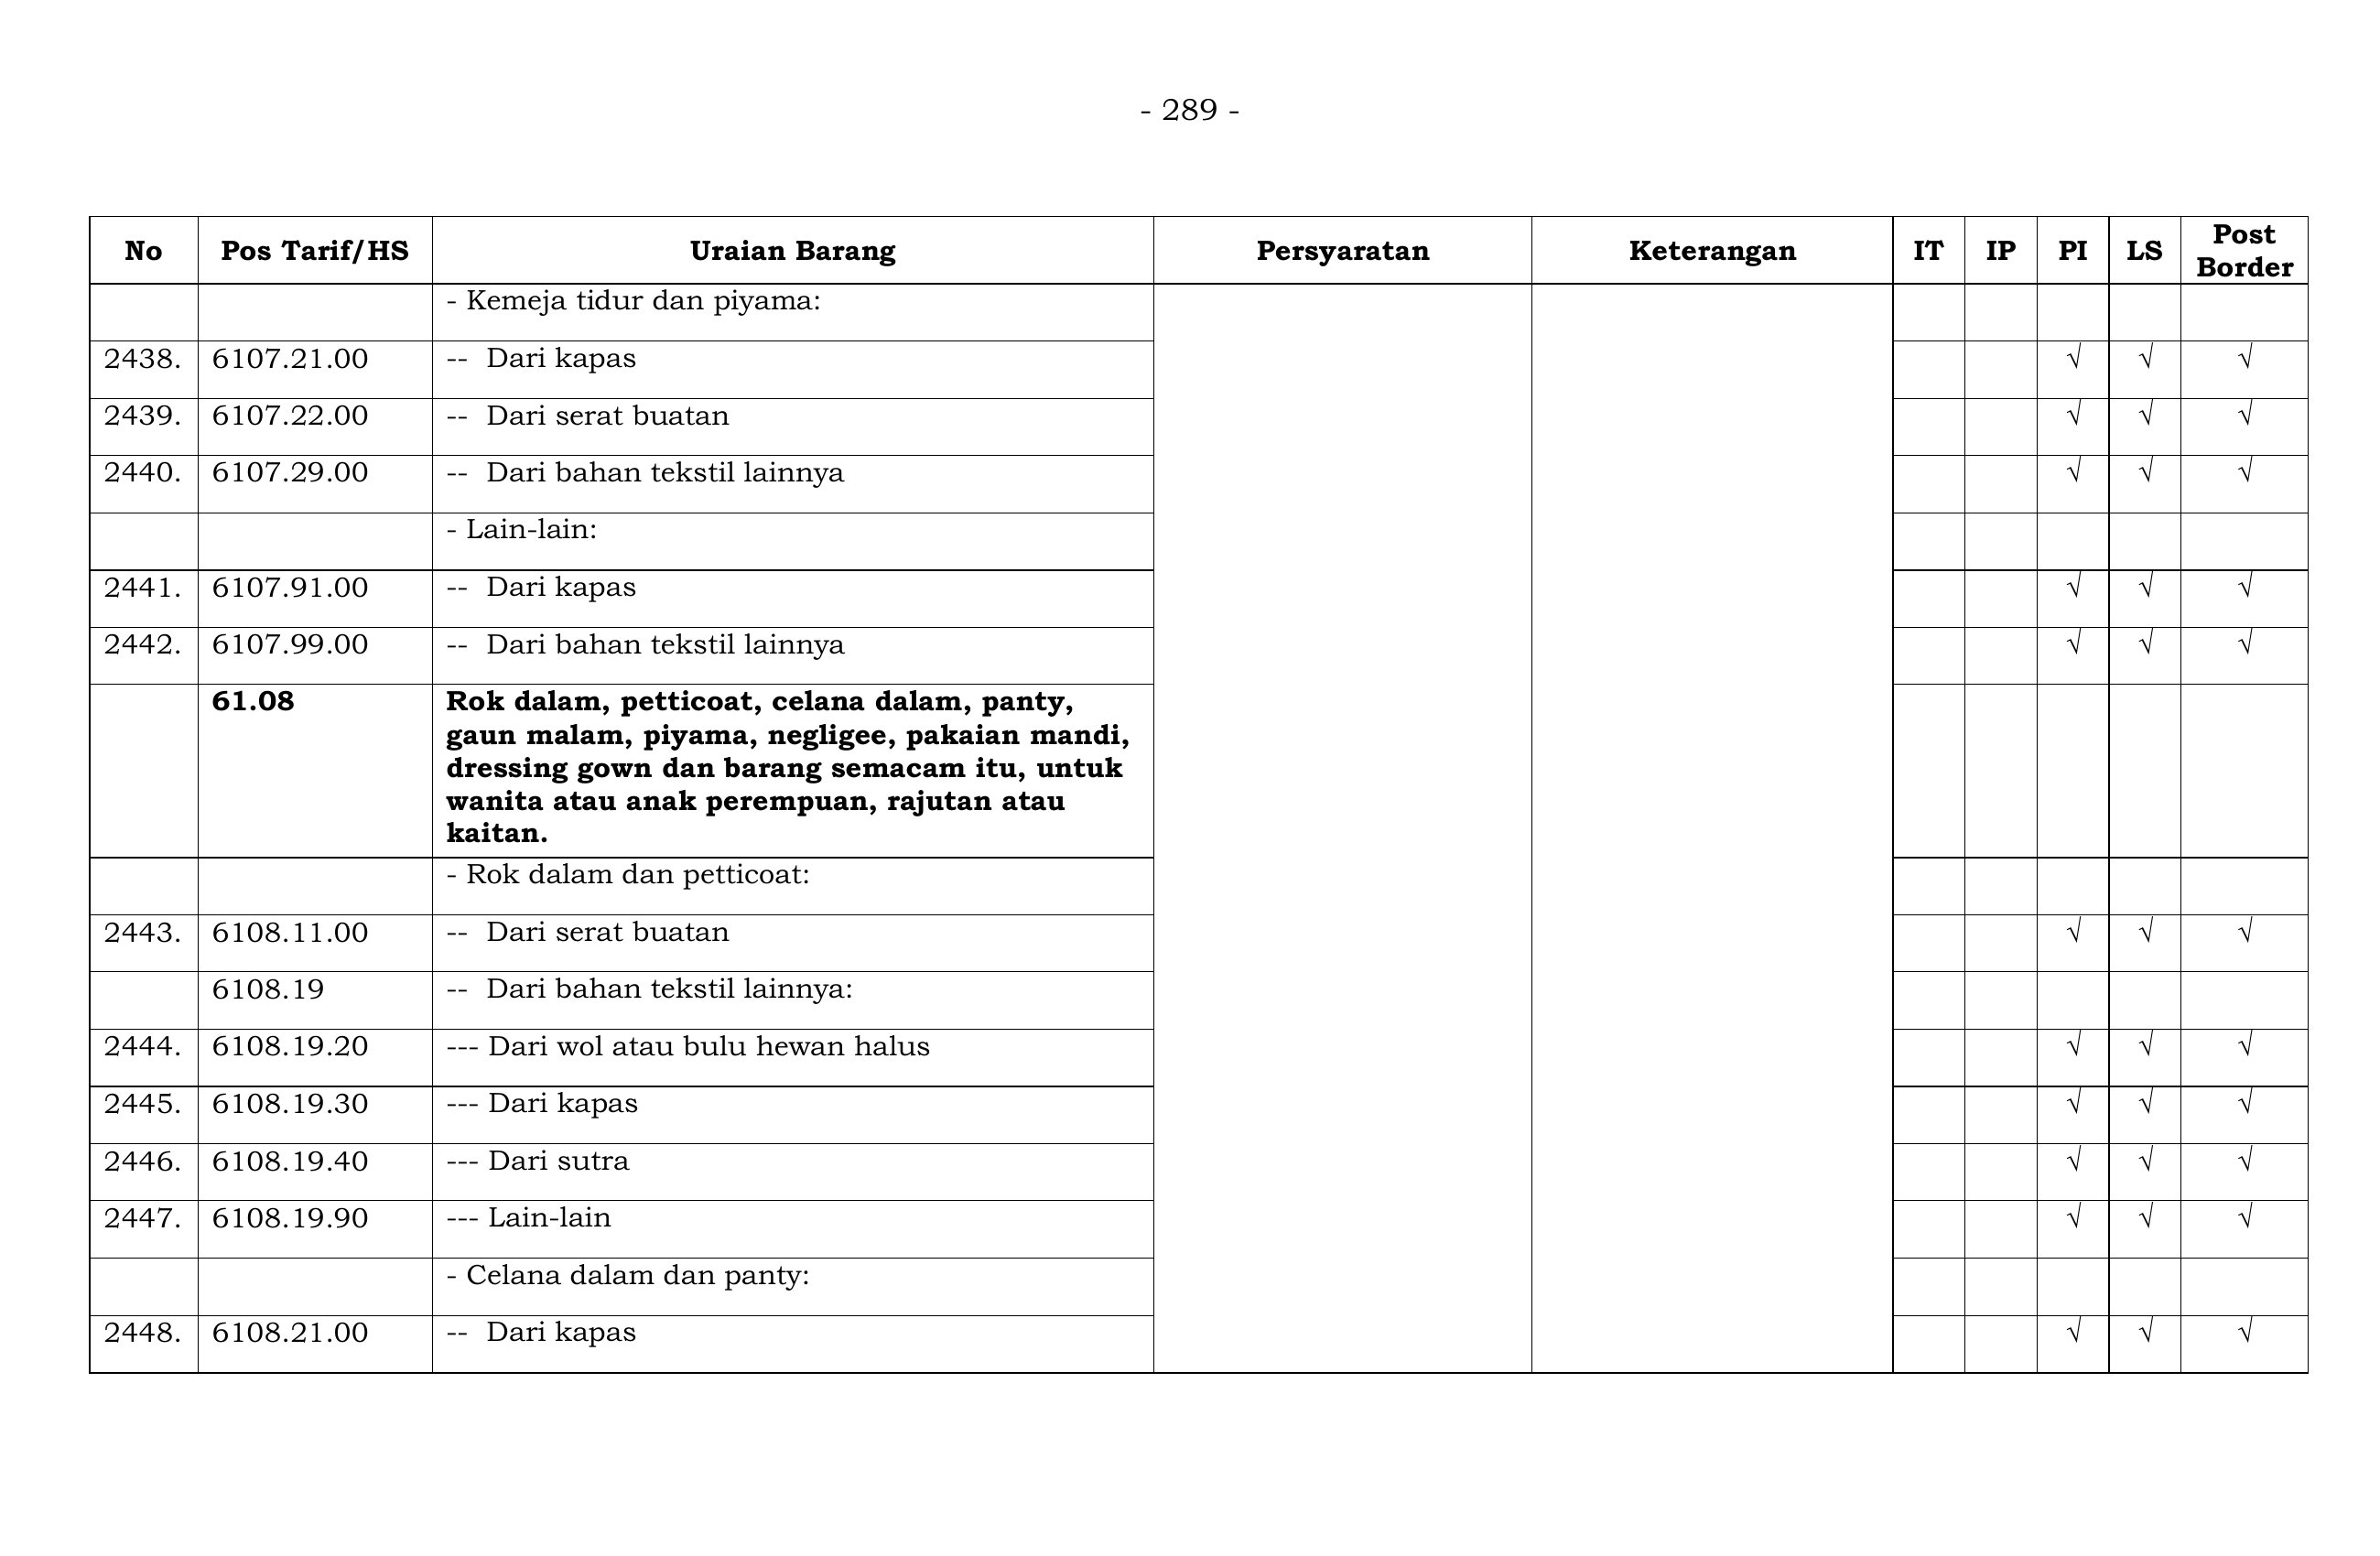 - 289 -
No Pos Tarif/HS Uraian Barang Persyaratan Keterangan IT IP PI LS Post Border
- Kemeja tidur dan piyama:
2438. 6107.21.00 -- Dari kapas √ √ √
2439. 6107.22.00 -- Dari serat buatan √ √ √
2440. 6107.29.00 -- Dari bahan tekstil lainnya √ √ √
- Lain-lain:
2441. 6107.91.00 -- Dari kapas √ √ √
2442. 6107.99.00 -- Dari bahan tekstil lainnya √ √ √
61.08 Rok dalam, petticoat, celana dalam, panty,
gaun malam, piyama, negligee, pakaian mandi,
dressing gown dan barang semacam itu, untuk
wanita atau anak perempuan, rajutan atau
kaitan.
- Rok dalam dan petticoat:
2443. 6108.11.00 -- Dari serat buatan √ √ √
6108.19 -- Dari bahan tekstil lainnya:
2444. 6108.19.20 --- Dari wol atau bulu hewan halus √ √ √
2445. 6108.19.30 --- Dari kapas √ √ √
2446. 6108.19.40 --- Dari sutra √ √ √
2447. 6108.19.90 --- Lain-lain √ √ √
- Celana dalam dan panty:
2448. 6108.21.00 -- Dari kapas √ √ √